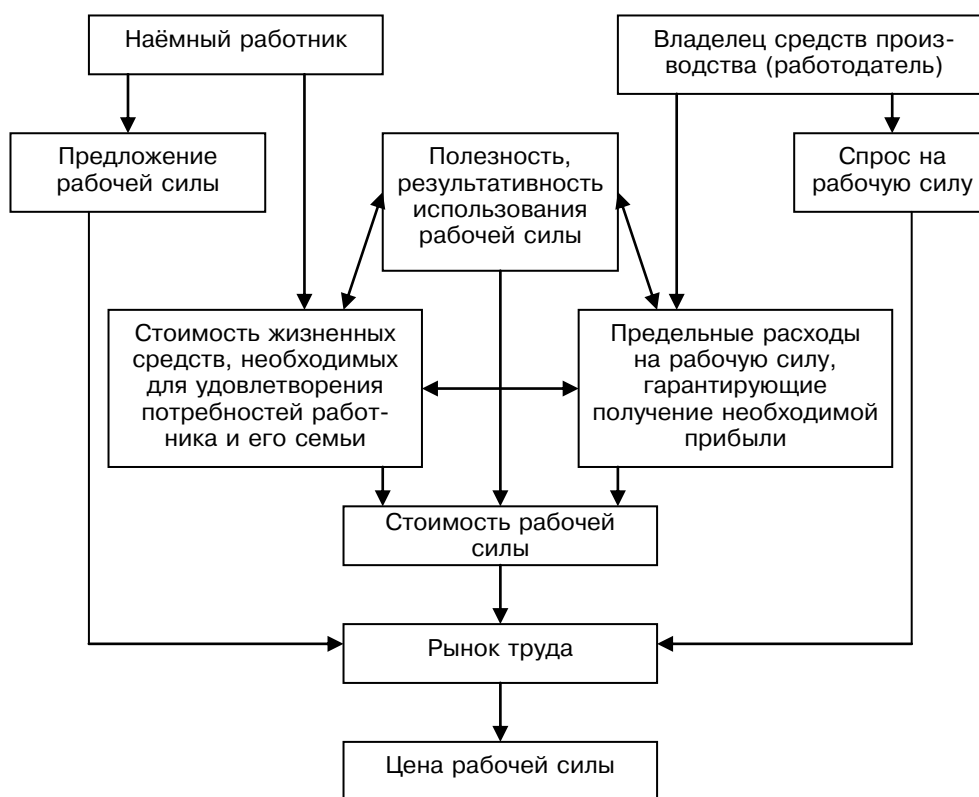 Наёмный работник
Владелец средств произ-
водства (работодатель)
Предложение
рабочей силы
Полезность,
результативность
использования
рабочей силы
Спрос на
рабочую силу
Стоимость жизненных
средств, необходимых
для удовлетворения
потребностей работ-
ника и его семьи
Предельные расходы
на рабочую силу,
гарантирующие
получение необходимой
прибыли
Стоимость рабочей
силы
Рынок труда
Цена рабочей силы